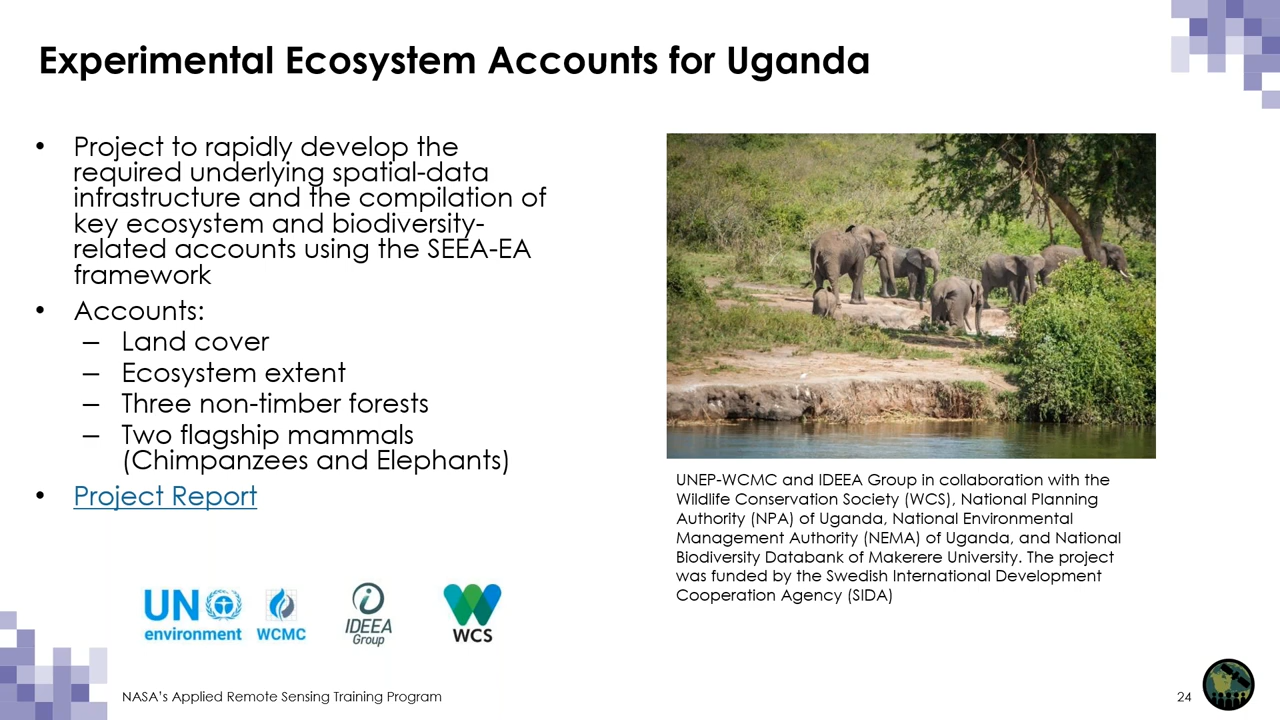 Experimental Ecosystem Accounts for Uganda
• Project to rapidly develop the
required underlying spatial-data
infrastructure and the compilation of
key ecosystem and biodiversity-
related accounts using the SEEA-EA
framework
• Accounts:
– Land cover
– Ecosystem extent
– Three non-timber forests
– Two flagship mammals
(Chimpanzees and Elephants)
• Project Report
UNEP-WCMC and IDEEA Group in collaboration with the
Wildlife Conservation Society (WCS), National Planning
Authority (NPA) of Uganda, National Environmental
Management Authority (NEMA) of Uganda, and National
Biodiversity Databank of Makerere University. The project
was funded by the Swedish International Development
Cooperation Agency (SIDA)
UN
environment
WCMC
IDEEA
Group
WCS
NASA's Applied Remote Sensing Training Program
24